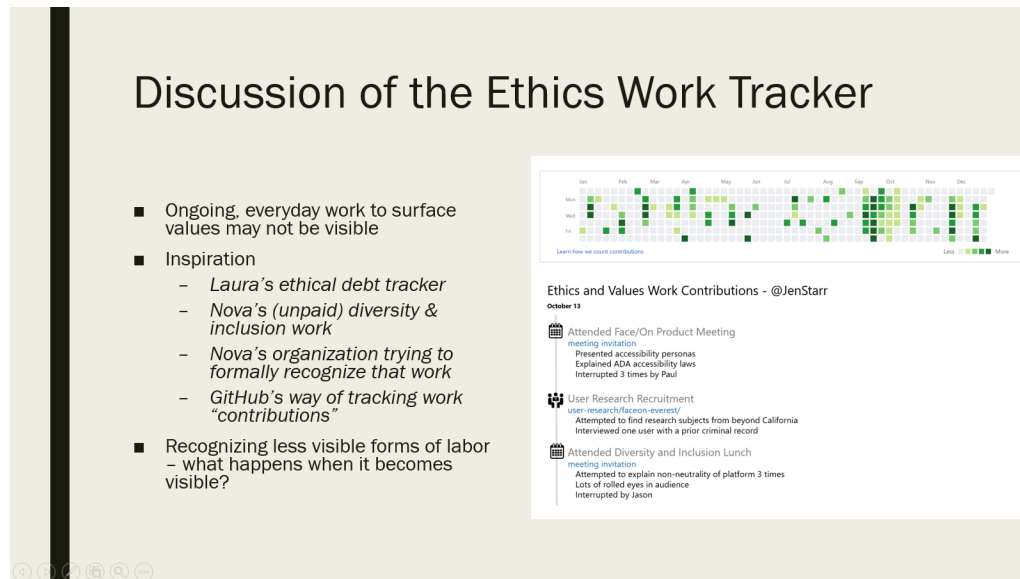 Discussion of the Ethics Work Tracker
■ Ongoing, everyday work to surface
values may not be visible
■ Inspiration
– Laura's ethical debt tracker
– Nova's (unpaid) diversity &
inclusion work
– Nova's organization trying to
formally recognize that work
– GitHub's way of tracking work
"contributions"
■ Recognizing less visible forms of labor
– what happens when it becomes
visible?
Jan Feb Mar Apr May Jun Jul Aug Sep Oct Nov Dec
Mon
Wed
Fri
Learn how we count contributions.
Less More
Ethics and Values Work Contributions - @JenStarr
October 13
Attended Face/On Product Meeting
meeting invitation
Presented accessibility personas
Explained ADA accessibility laws
Interrupted 3 times by Paul
User Research Recruitment
user-research/faceon-everest/
Attempted to find research subjects from beyond California
Interviewed one user with a prior criminal record
Attended Diversity and Inclusion Lunch
meeting invitation
Attempted to explain non-neutrality of platform 3 times
Lots of rolled eyes in audience
Interrupted by Jason